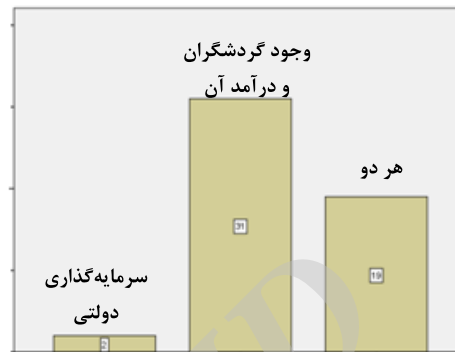 وجود گردشگران
و درآمد آن
هر دو
سرمایه‌گذاری
دولتی
31
19
2